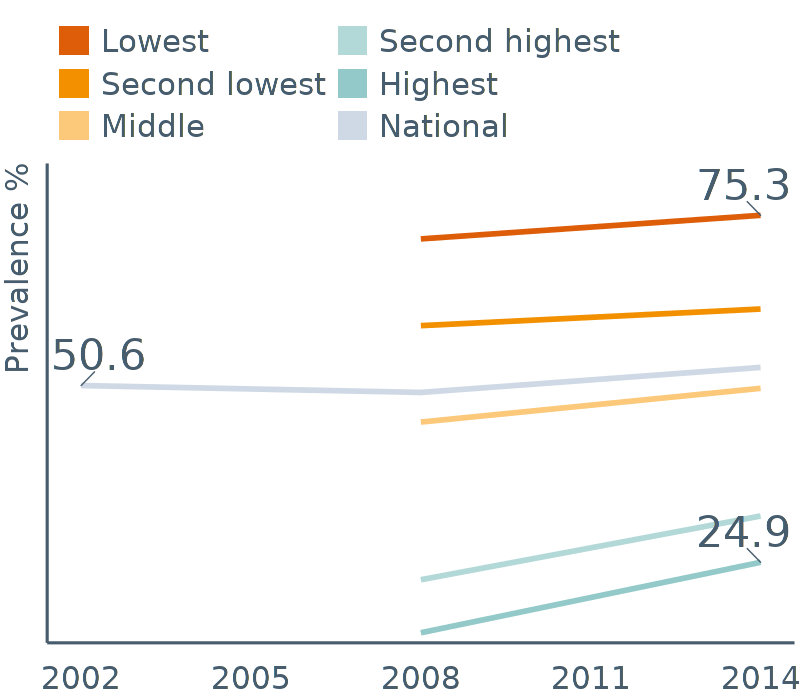 Lowest
Second lowest
Middle
Second highest
Highest
National
Prevalence %
75.3
50.6
24.9
2002 2005 2008 2011 2014